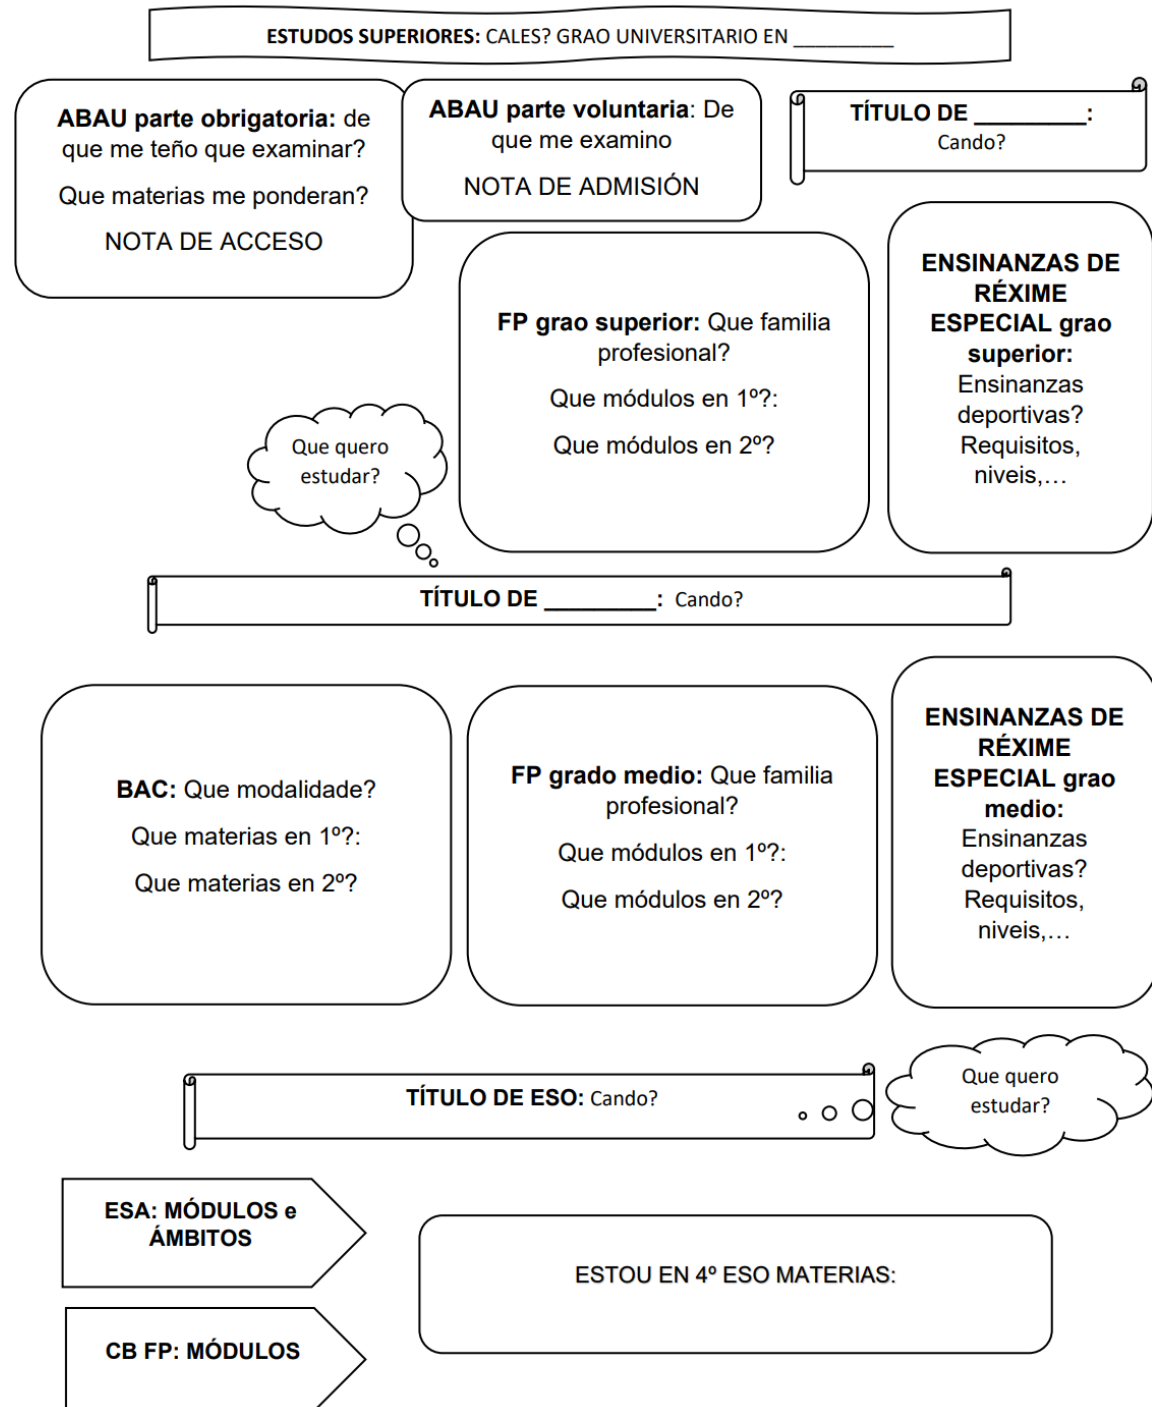 ESTUDOS SUPERIORES: CALES? GRAO UNIVERSITARIO EN _________
ABAU parte obrigatoria: de
que me teño que examinar?
Que materias me ponderan?
NOTA DE ACCESO
ABAU parte voluntaria: De
que me examino
NOTA DE ADMISIÓN
TÍTULO DE _________:
Cando?
FP grao superior: Que familia
profesional?
Que módulos en 1º?:
Que módulos en 2º?
ENSINANZAS DE
RÉXIME
ESPECIAL grao
superior:
Ensinanzas
deportivas?
Requisitos,
niveis,…
Que quero
estudar?
TÍTULO DE _________: Cando?
BAC: Que modalidade?
Que materias en 1º?:
Que materias en 2º?
FP grado medio: Que familia
profesional?
Que módulos en 1º?:
Que módulos en 2º?
ENSINANZAS DE
RÉXIME
ESPECIAL grao
medio:
Ensinanzas
deportivas?
Requisitos,
niveis,…
TÍTULO DE ESO: Cando?
Que quero
estudar?
ESA: MÓDULOS e
ÁMBITOS
ESTOU EN 4º ESO MATERIAS:
CB FP: MÓDULOS